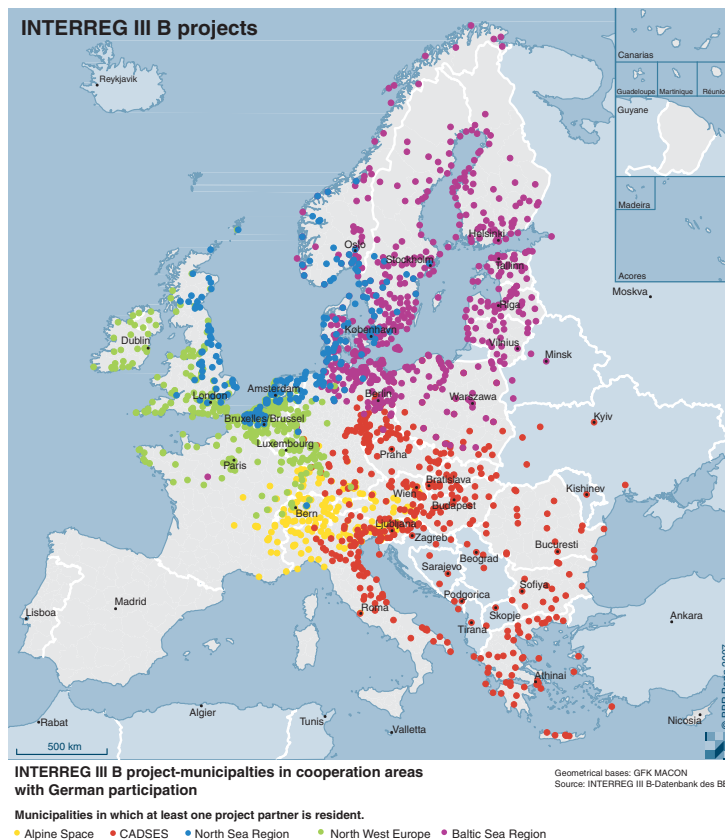 INTERREG III B projects
Canarias
Guadeloupe Martinique Réunio
Guyane
Madeira
Acores
Reykjavik
Oslo
Helsinki
Stockholm
Tallinn
Riga
Moskva
København
Vilnius
Minsk
Dublin
London
Amsterdam
Berlin
Warszawa
Bruxelles/Brussel
Kyiv
Luxembourg
Praha
Paris
Bratislava
Wien
Kishinev
Budapest
Bern
Ljubljana
Zagreb
Bucuresti
Beograd
Sarajevo
Sofiya
Podgorica
Madrid
Lisboa
Roma
Skopje
Ankara
Tirana
Athinai
Rabat
Algier
Tunis
Valletta
Nicosia
500 km
INTERREG III B project-municipalties in cooperation areas
with German participation
Geometrical bases: GFK MACON
Source: INTERREG III B-Datenbank des BB
Municipalities in which at least one project partner is resident.
Alpine Space CADSES North Sea Region North West Europe Baltic Sea Region